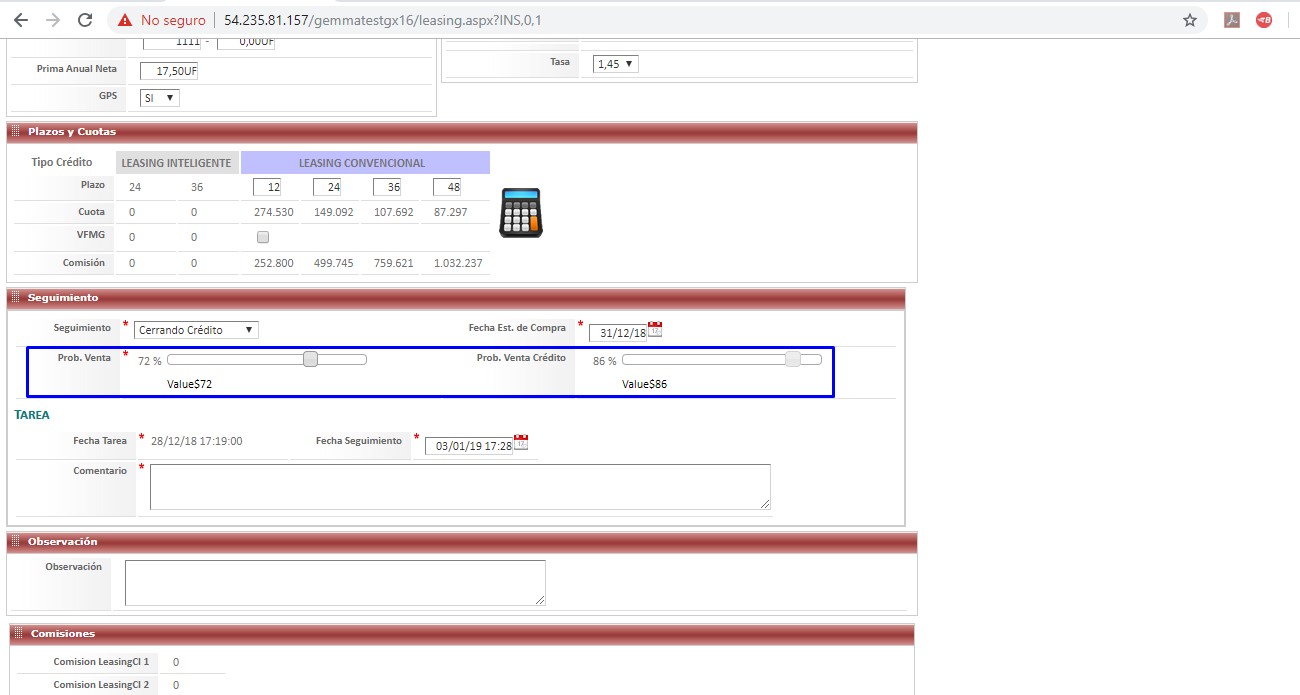 No seguro 54.235.81.157/gemmatestgx16/leasing.aspx?INS,0,1
1111 - 0,00UF
Prima Anual Neta 17,50UF
Tasa 1,45
GPS SI
Plazos y Cuotas
Tipo Crédito LEASING INTELIGENTE LEASING CONVENCIONAL
Plazo 24 36 12 24 36 48
Cuota 0 0 274.530 149.092 107.692 87.297
VFMG 0 0
Comisión 0 0 252.800 499.745 759.621 1.032.237
Seguimiento
Seguimiento * Cerrando Crédito Fecha Est. de Compra * 31/12/18
Prob. Venta * 72 % Prob. Venta Crédito 86 %
Value$72 Value$86
TAREA
Fecha Tarea * 28/12/18 17:19:00 Fecha Seguimiento * 03/01/19 17:28
Comentario *
Observación
Observación
Comisiones
Comision LeasingCI 1 0
Comision LeasingCI 2 0